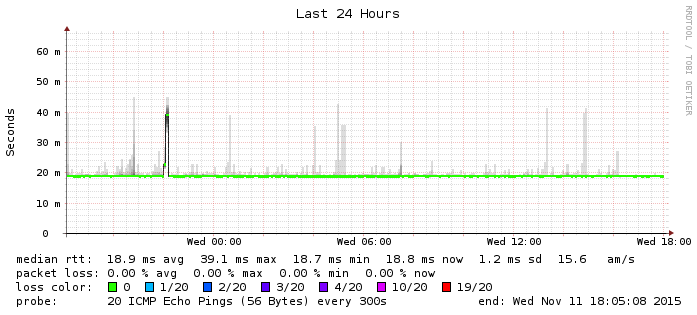 Last 24 Hours
RRDTOOL / TOBI OETIKER
Seconds
60 m
50 m
40 m
30 m
20 m
10 m
0
Wed 00:00 Wed 06:00 Wed 12:00 Wed 18:00
median rtt: 18.9 ms avg 39.1 ms max 18.7 ms min 18.8 ms now 1.2 ms sd 15.6 am/s
packet loss: 0.00 % avg 0.00 % max 0.00 % min 0.00 % now
loss color: 0 1/20 2/20 3/20 4/20 10/20 19/20
probe: 20 ICMP Echo Pings (56 Bytes) every 300s end: Wed Nov 11 18:05:08 2015